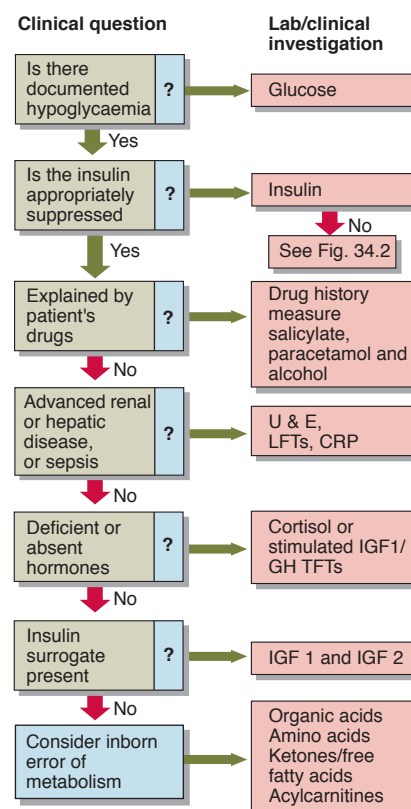 Clinical question
Lab/clinical
investigation
Is there
documented
hypoglycaemia
?
Glucose
Yes
Is the insulin
appropriately
suppressed
?
Insulin
No
See Fig. 34.2
Yes
Explained by
patient's
drugs
?
Drug history
measure
salicylate,
paracetamol and
alcohol
No
Advanced renal
or hepatic
disease,
or sepsis
?
U & E,
LFTs, CRP
No
Deficient or
absent
hormones
?
Cortisol or
stimulated IGF1/
GH TFTs
No
Insulin
surrogate
present
?
IGF 1 and IGF 2
No
Consider inborn
error of
metabolism
Organic acids
Amino acids
Ketones/free
fatty acids
Acylcarnitines